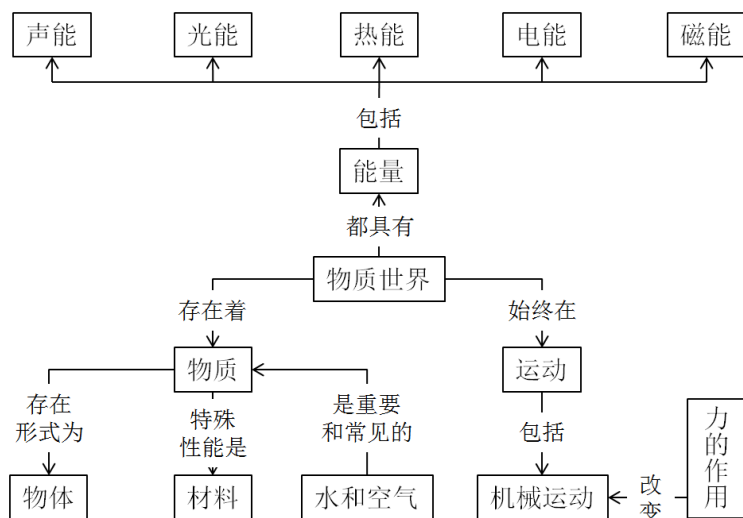 声能
光能
热能
电能
磁能
包括
能量
都具有
物质世界
存在着
始终在
物质
运动
存在
形式为
特殊
性能是
是重要
和常见的
包括
力的作用
改变
物体
材料
水和空气
机械运动